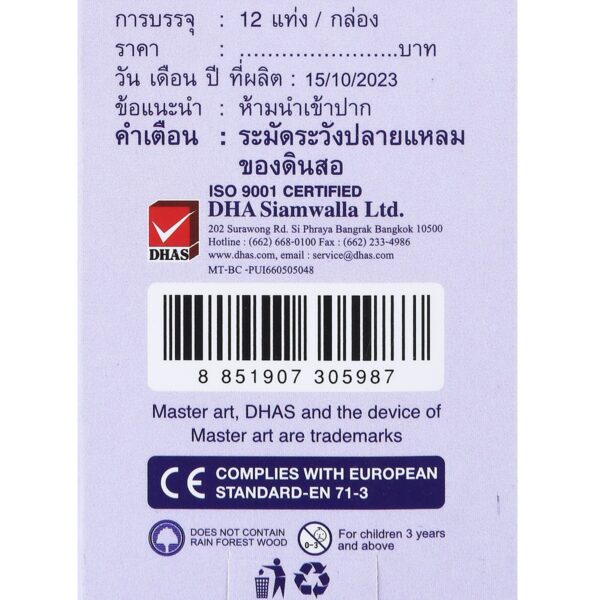 การบรรจุ : 12 แท่ง / กล่อง
ราคา : ........................บาท
วัน เดือน ปี ที่ผลิต : 15/10/2023
ข้อแนะนำ : ห้ามนำเข้าปาก
คำเตือน : ระมัดระวังปลายแหลม
ของดินสอ
ISO 9001 CERTIFIED
DHA Siamwalla Ltd.
202 Surawong Rd. Si Phraya Bangrak Bangkok 10500
Hotline : (662) 668-0100 Fax : (662) 233-4986
DHAS
www.dhas.com, email : service@dhas.com
MT-BC -PUI660505048
8 851907 305987
Master art, DHAS and the device of
Master art are trademarks
CE COMPLIES WITH EUROPEAN
STANDARD-EN 71-3
DOES NOT CONTAIN
RAIN FOREST WOOD
0-3
For children 3 years
and above